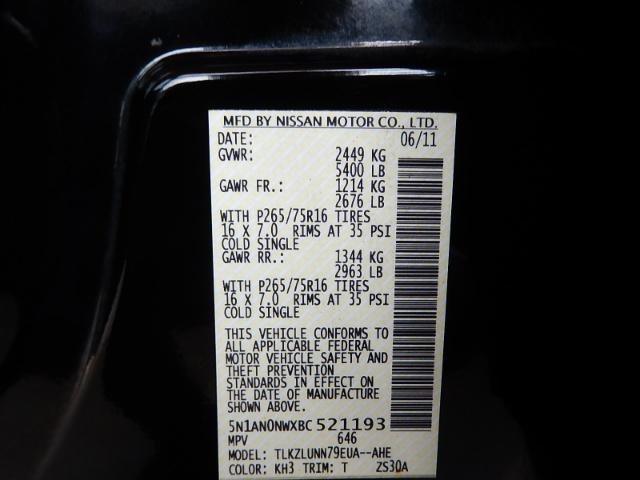 MFD BY NISSAN MOTOR CO., LTD.
DATE: 06/11
GVWR: 2449 KG
5400 LB
GAWR FR.: 1214 KG
2676 LB
WITH P265/75R16 TIRES
16 X 7.0 RIMS AT 35 PSI
COLD SINGLE
GAWR RR.: 1344 KG
2963 LB
WITH P265/75R16 TIRES
16 X 7.0 RIMS AT 35 PSI
COLD SINGLE
THIS VEHICLE CONFORMS TO
ALL APPLICABLE FEDERAL
MOTOR VEHICLE SAFETY AND
THEFT PREVENTION
STANDARDS IN EFFECT ON
THE DATE OF MANUFACTURE
SHOWN ABOVE.
5N1AN0NWXBC521193
MPV 646
MODEL: TLKZLUNN79EUA--AHE
COLOR: KH3 TRIM: T ZS30A